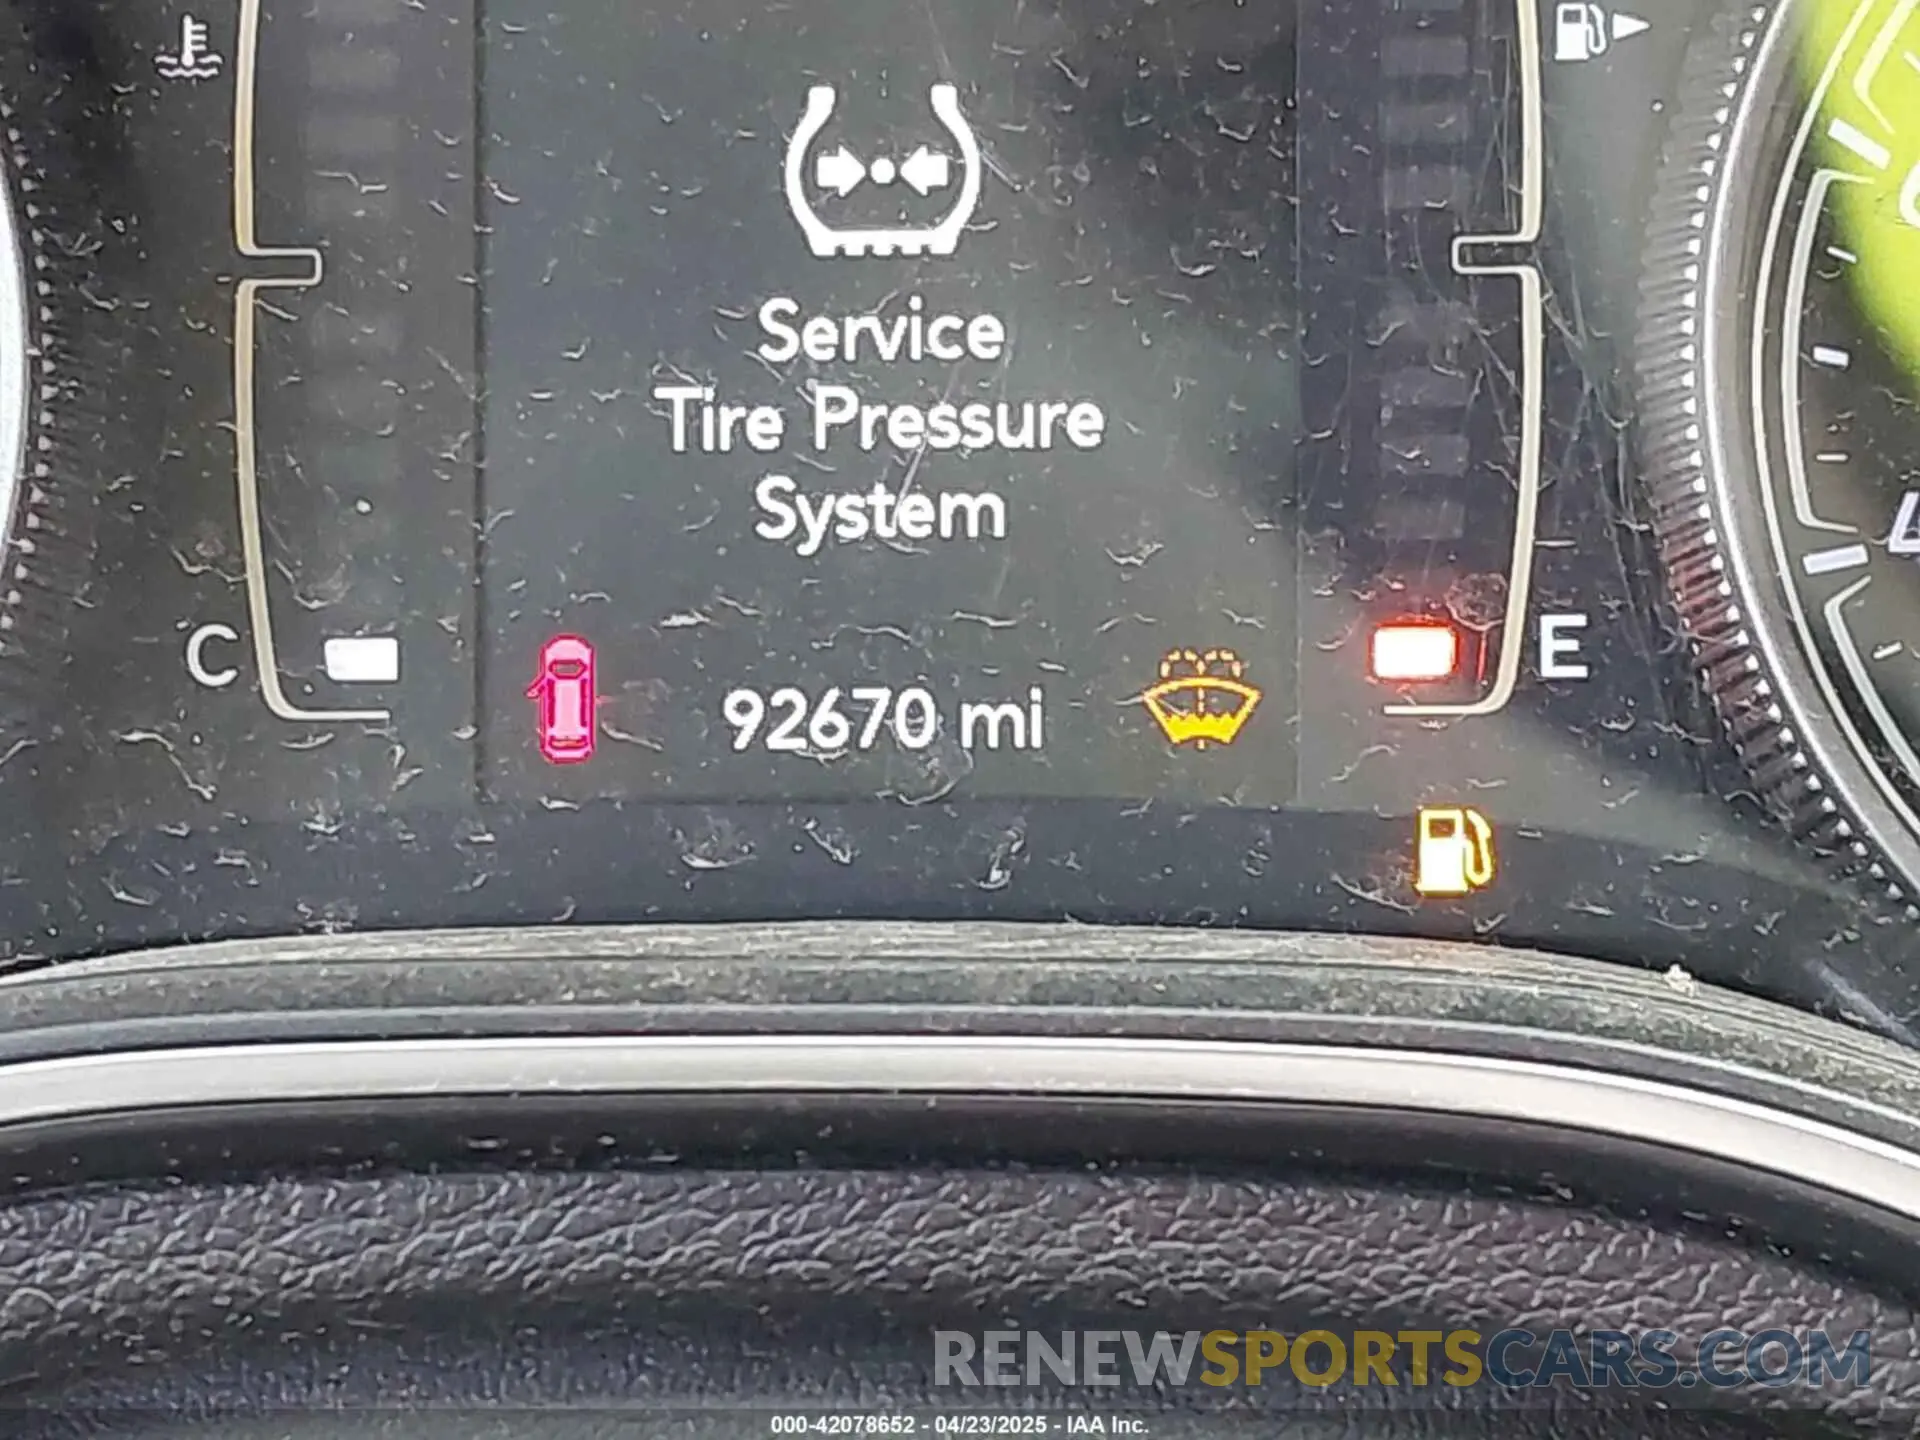 Service
Tire Pressure
System
C
92670 mi
E
RENEWSPORTSCARS.COM
000-42078652 - 04/23/2025 - IAA Inc.